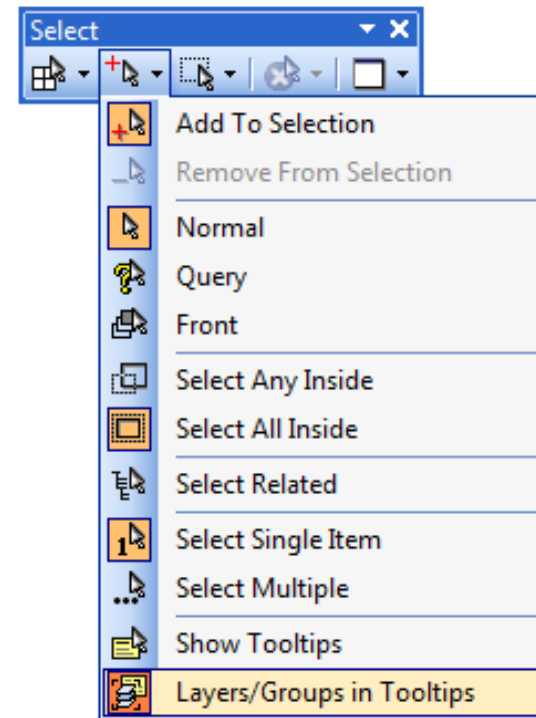 Select
Add To Selection
Remove From Selection
Normal
Query
Front
Select Any Inside
Select All Inside
Select Related
1
Select Single Item
Select Multiple
Show Tooltips
Layers/Groups in Tooltips